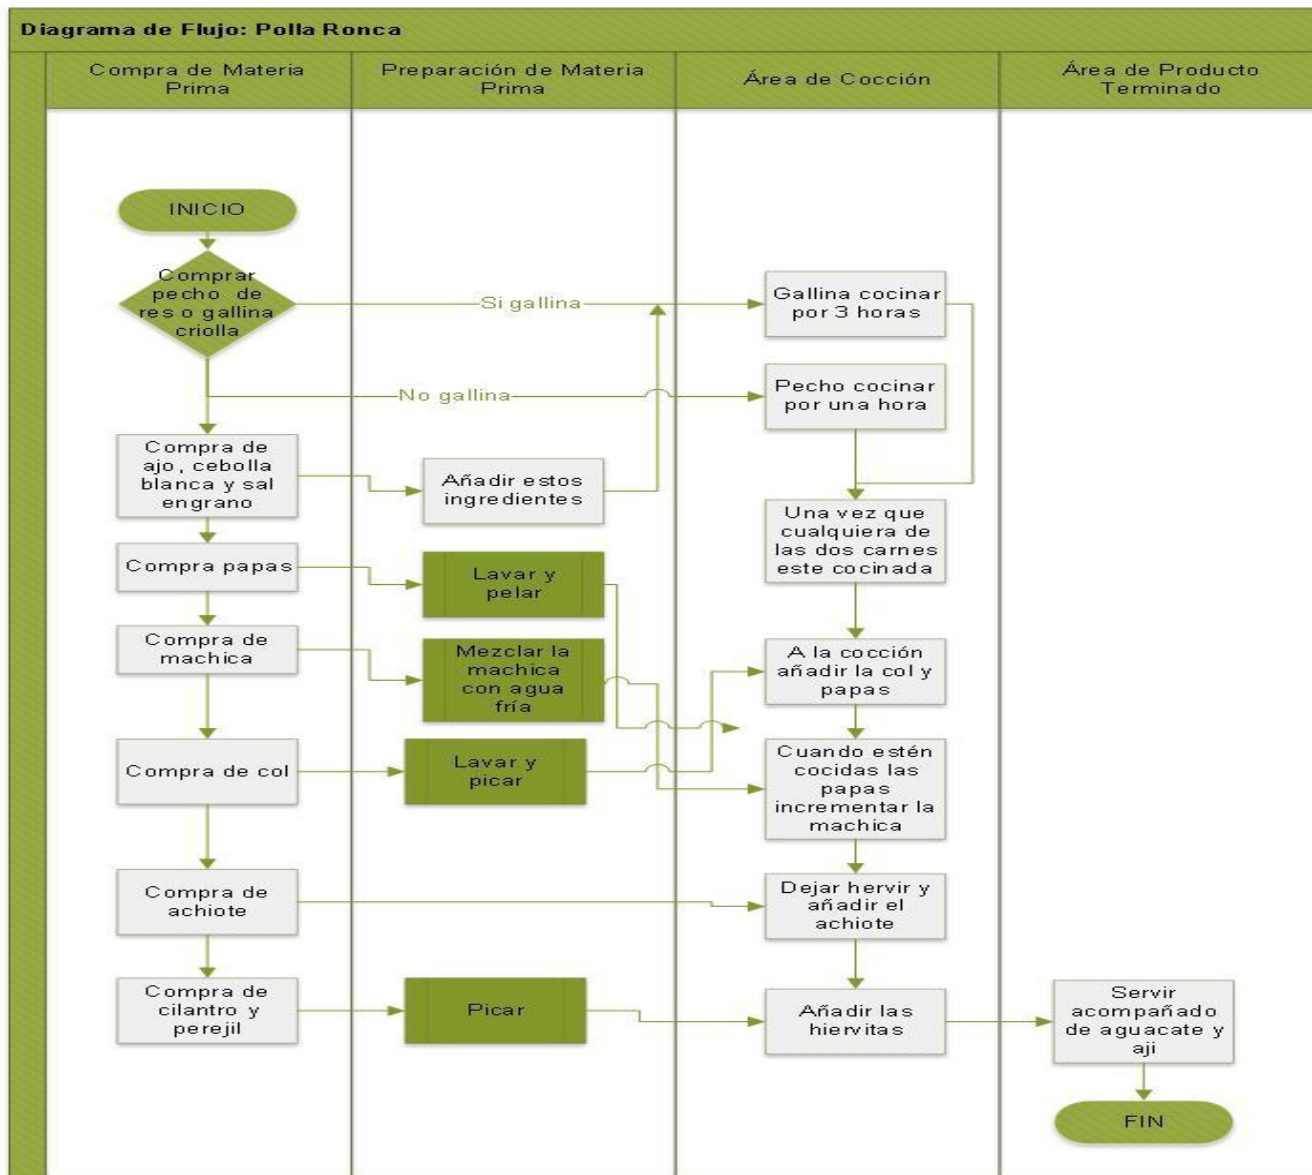 Diagrama de Flujo: Polla Ronca
Compra de Materia
Prima
Preparación de Materia
Prima
Área de Cocción
Área de Producto
Terminado
INICIO
Comprar
pecho de
res o gallina
criolla
Si gallina
Gallina cocinar
por 3 horas
No gallina
Pecho cocinar
por una hora
Compra de
ajo, cebolla
blanca y sal
engrano
Añadir estos
ingredientes
Una vez que
cualquiera de
las dos carnes
este cocinada
Compra papas
Lavar y
pelar
Compra de
machica
Mezclar la
machica
con agua
fría
A la cocción
añadir la col y
papas
Compra de col
Lavar y
picar
Cuando estén
cocidas las
papas
incrementar la
machica
Compra de
achiote
Dejar hervir y
añadir el
achiote
Compra de
cilantro y
perejil
Picar
Añadir las
hiervitas
Servir
acompañado
de aguacate y
aji
FIN